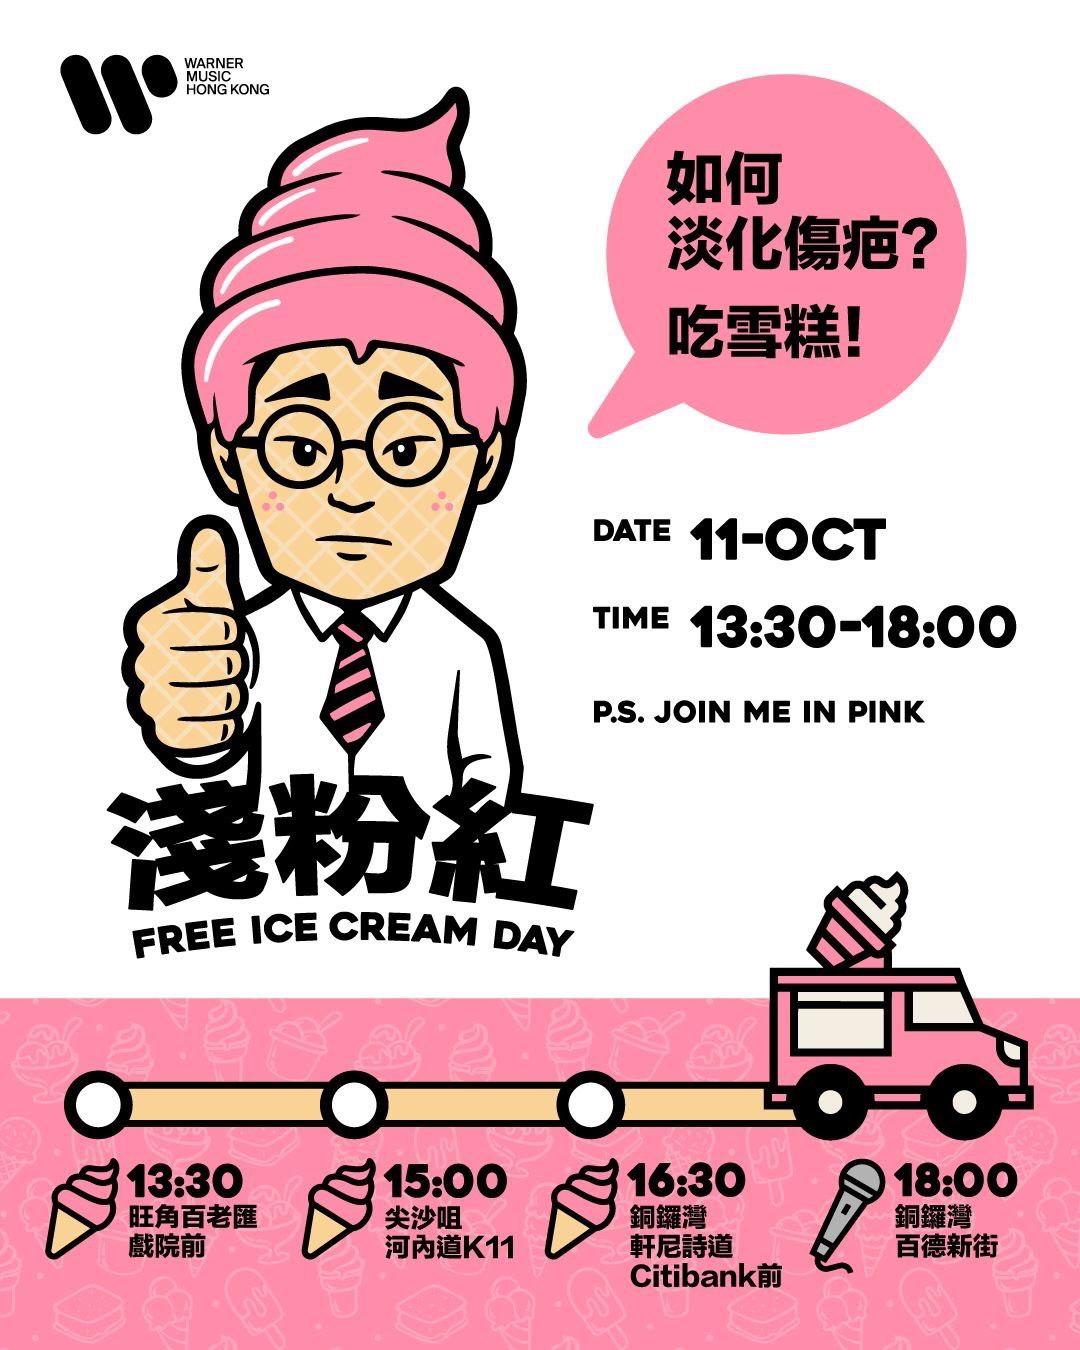 WARNER
MUSIC
HONG KONG
如何
淡化傷疤?
吃雪糕!
DATE 11-OCT
TIME 13:30-18:00
P.S. JOIN ME IN PINK
淺粉紅
FREE ICE CREAM DAY
13:30
旺角百老匯
戲院前
15:00
尖沙咀
河內道K11
16:30
銅鑼灣
軒尼詩道
Citibank前
18:00
銅鑼灣
百德新街